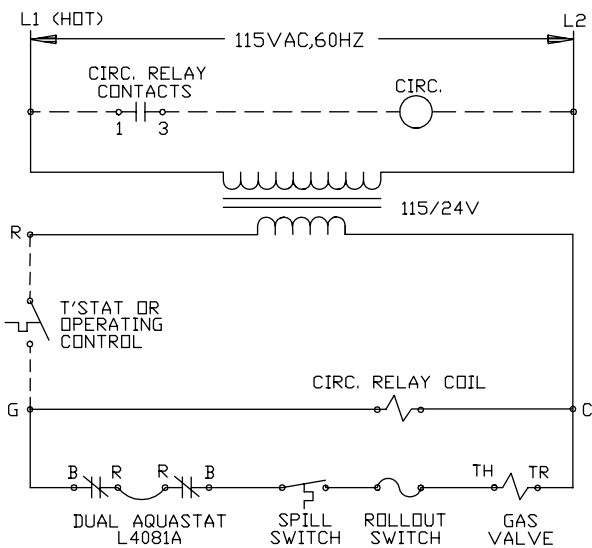 L1 (HOT)
L2
115VAC,60HZ
CIRC. RELAY
CONTACTS
CIRC.
1 3
115/24V
R
T'STAT OR
OPERATING
CONTROL
CIRC. RELAY COIL
G
C
B R R B
TH TR
DUAL AQUASTAT
L4081A
SPILL
SWITCH
ROLLOUT
SWITCH
GAS
VALVE